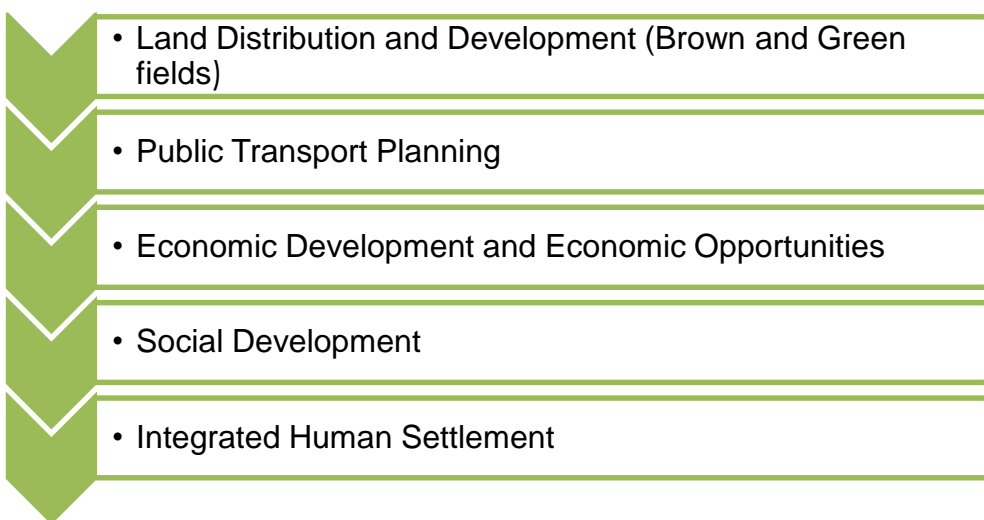 • Land Distribution and Development (Brown and Green
fields)
• Public Transport Planning
• Economic Development and Economic Opportunities
• Social Development
• Integrated Human Settlement